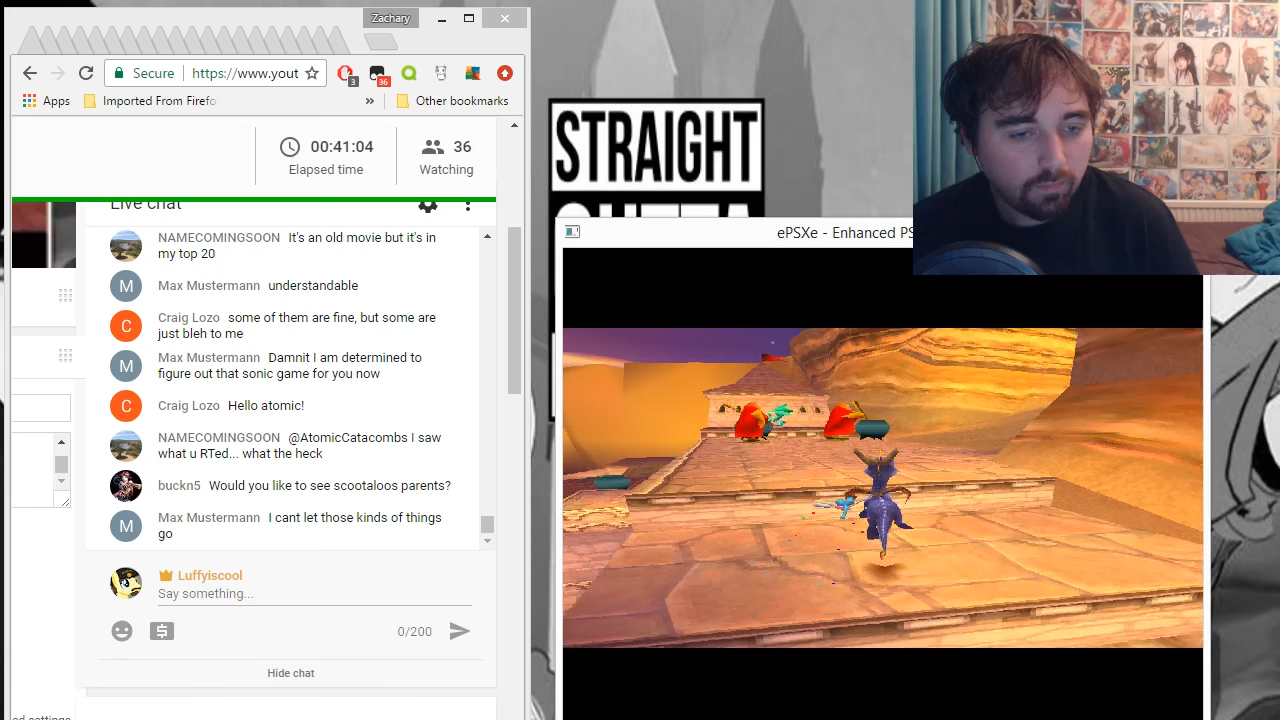 Zachary
Secure https://www.yout
3
36
Apps Imported From Firefo » Other bookmarks
00:41:04
Elapsed time
36
Watching
Live chat
NAMECOMINGSOON It's an old movie but it's in
my top 20
Max Mustermann understandable
Craig Lozo some of them are fine, but some are
just bleh to me
Max Mustermann Damnit I am determined to
figure out that sonic game for you now
Craig Lozo Hello atomic!
NAMECOMINGSOON @AtomicCatacombs I saw
what u RTed... what the heck
buckn5 Would you like to see scootaloos parents?
Max Mustermann I cant let those kinds of things
go
M
C
M
C
M
Luffyiscool
Say something...
0/200
Hide chat
ed settings
STRAIGHT
OUTTA
ePSXe - Enhanced PS